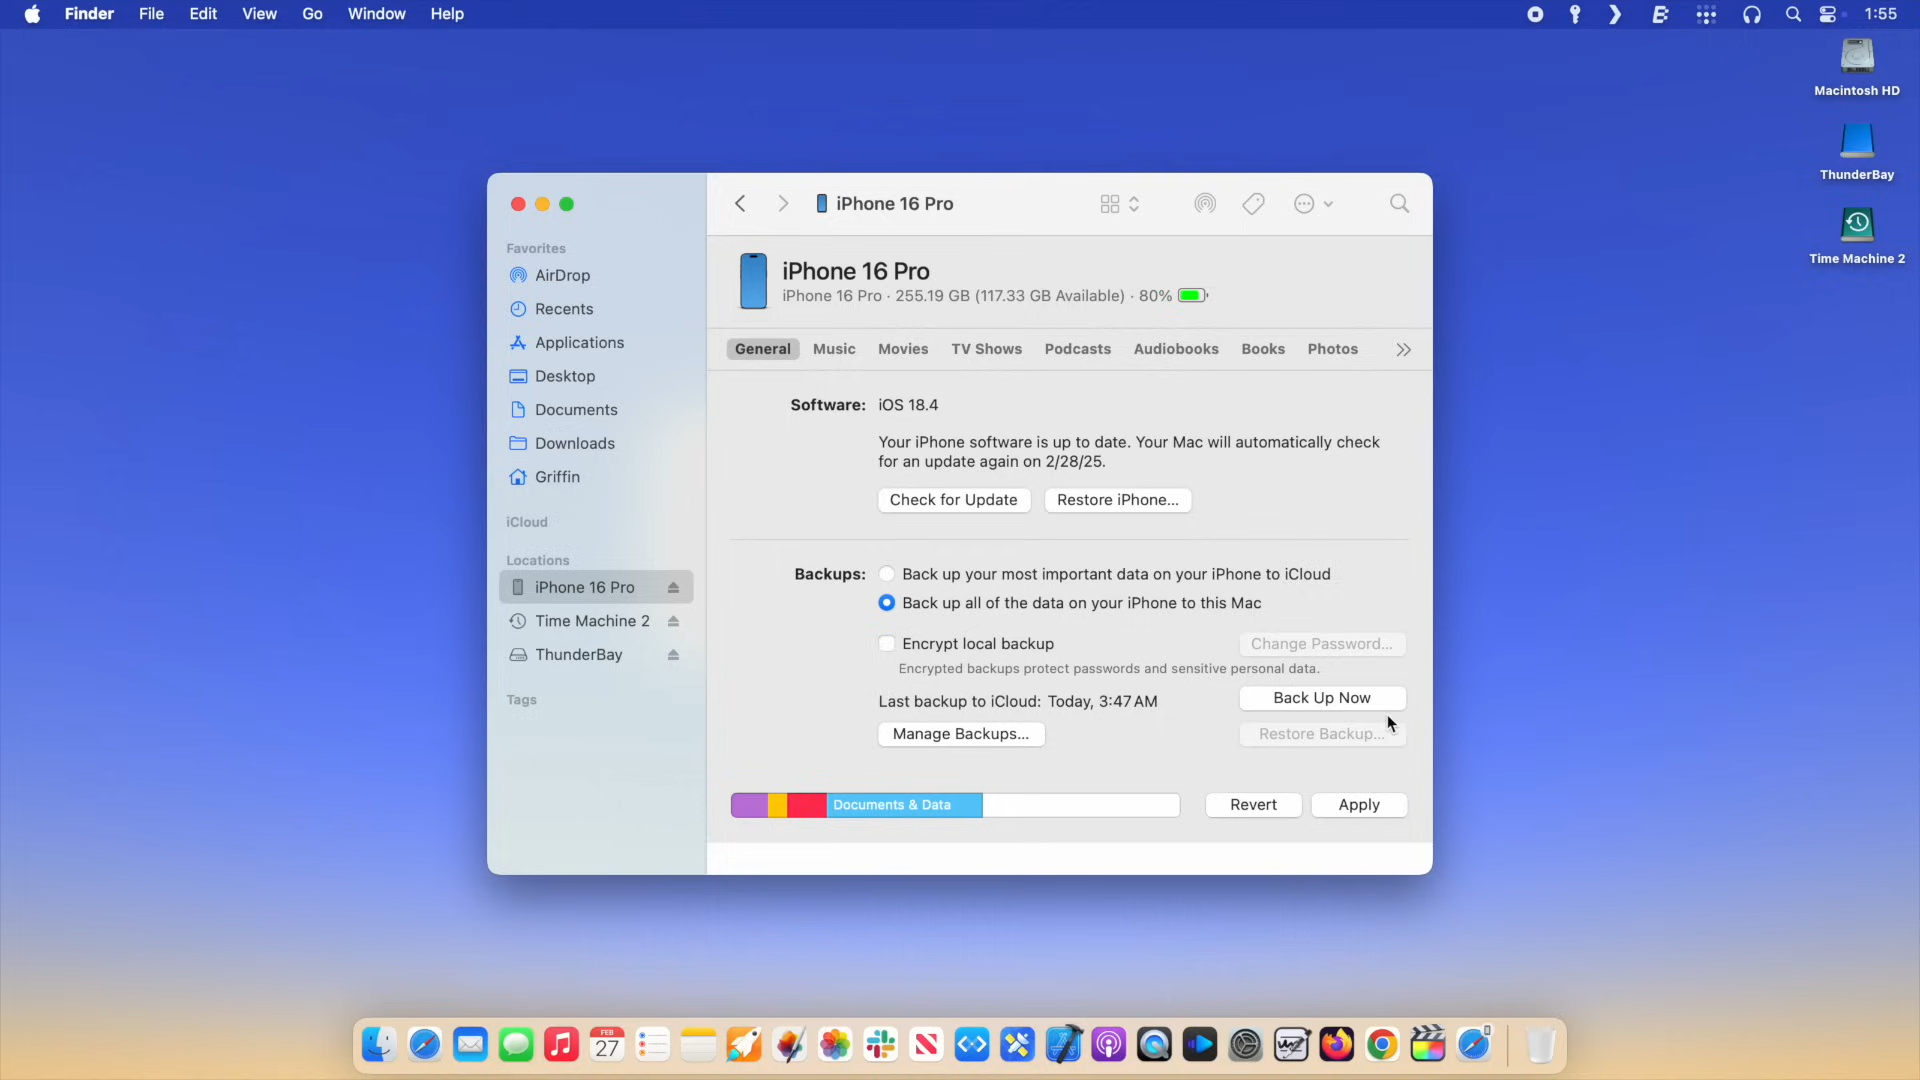 Finder File Edit View Go Window Help
1:55
Macintosh HD
ThunderBay
Time Machine 2
iPhone 16 Pro
Favorites
AirDrop
Recents
Applications
Desktop
Documents
Downloads
Griffin
iCloud
Locations
iPhone 16 Pro
Time Machine 2
ThunderBay
Tags
iPhone 16 Pro
iPhone 16 Pro · 255.19 GB (117.33 GB Available) · 80%
General Music Movies TV Shows Podcasts Audiobooks Books Photos
Software: iOS 18.4
Your iPhone software is up to date. Your Mac will automatically check
for an update again on 2/28/25.
Check for Update Restore iPhone...
Backups: Back up your most important data on your iPhone to iCloud
Back up all of the data on your iPhone to this Mac
Encrypt local backup Change Password...
Encrypted backups protect passwords and sensitive personal data.
Last backup to iCloud: Today, 3:47 AM Back Up Now
Manage Backups... Restore Backup...
Documents & Data Revert Apply
FEB
27